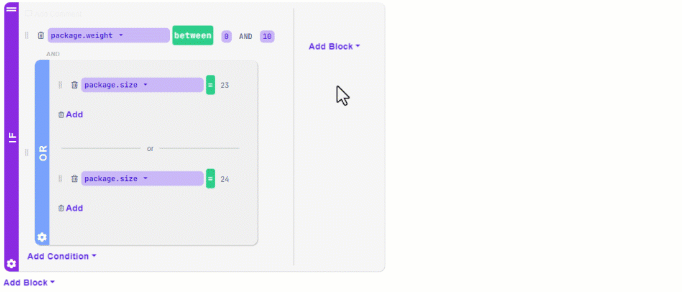 package.weight between 0 AND 10
AND
Add Block
package.size = 23
Add
or
package.size = 24
Add
IF
OR
Add Condition
Add Block